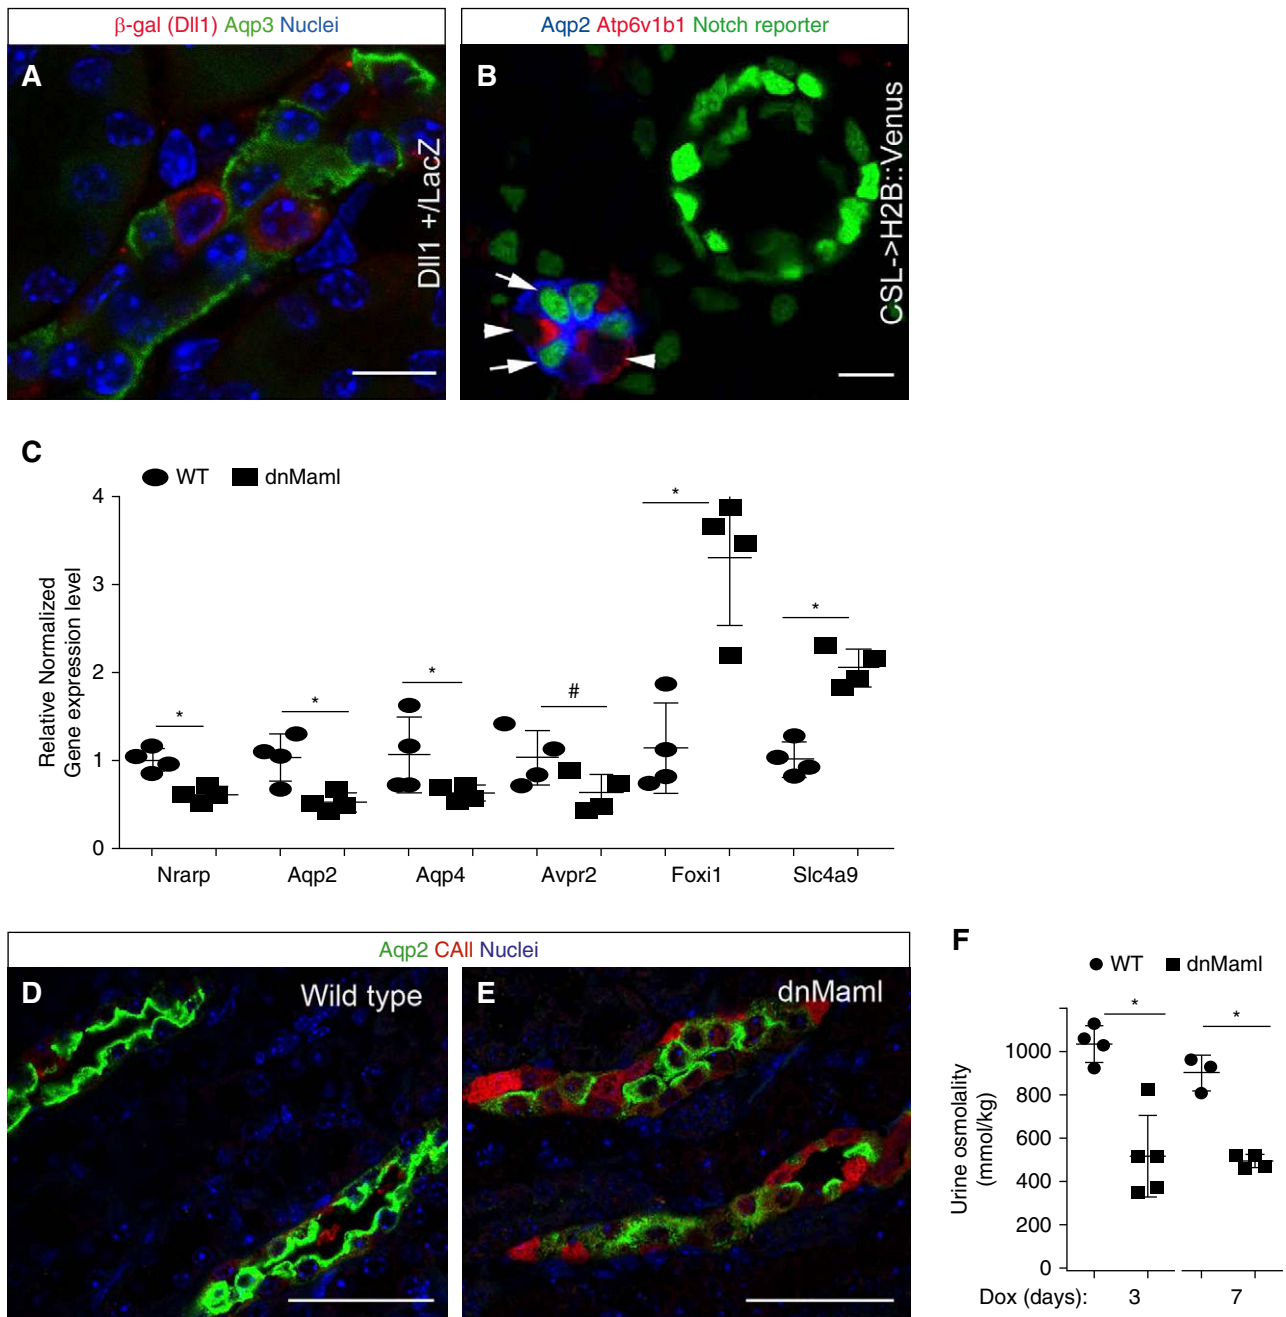 β-gal (Dll1) Aqp3 Nuclei
A
Dll1 +/LacZ
Aqp2 Atp6v1b1 Notch reporter
B
CSL->H2B::Venus
C
WT dnMaml
Relative Normalized
Gene expression level
4
3
2
1
0
* * * # * *
Nrarp Aqp2 Aqp4 Avpr2 Foxi1 Slc4a9
Aqp2 CAII Nuclei
D
Wild type
E
dnMaml
F
WT dnMaml
Urine osmolality
(mmol/kg)
1000
800
600
400
200
0
* *
Dox (days): 3 7